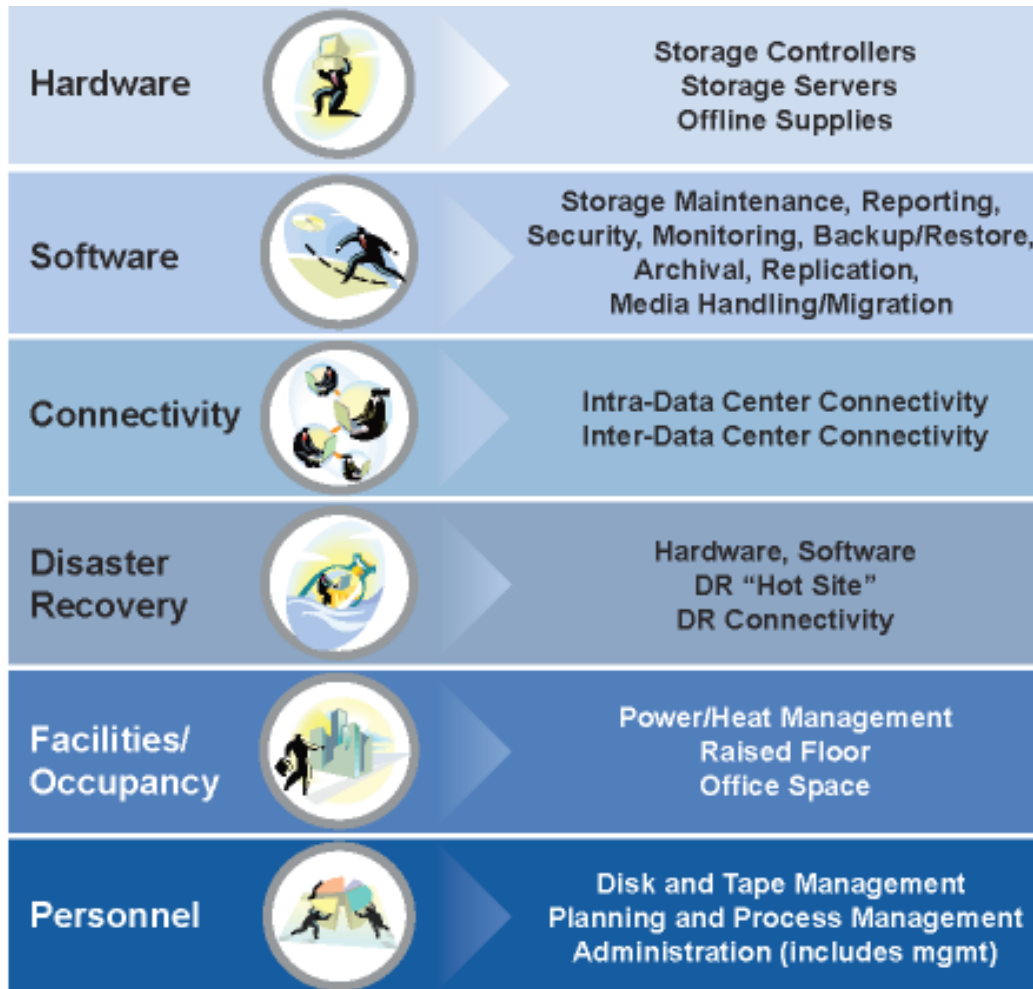 Hardware
Storage Controllers
Storage Servers
Offline Supplies
Software
Storage Maintenance, Reporting,
Security, Monitoring, Backup/Restore,
Archival, Replication,
Media Handling/Migration
Connectivity
Intra-Data Center Connectivity
Inter-Data Center Connectivity
Disaster
Recovery
Hardware, Software
DR “Hot Site”
DR Connectivity
Facilities/
Occupancy
Power/Heat Management
Raised Floor
Office Space
Personnel
Disk and Tape Management
Planning and Process Management
Administration (includes mgmt)